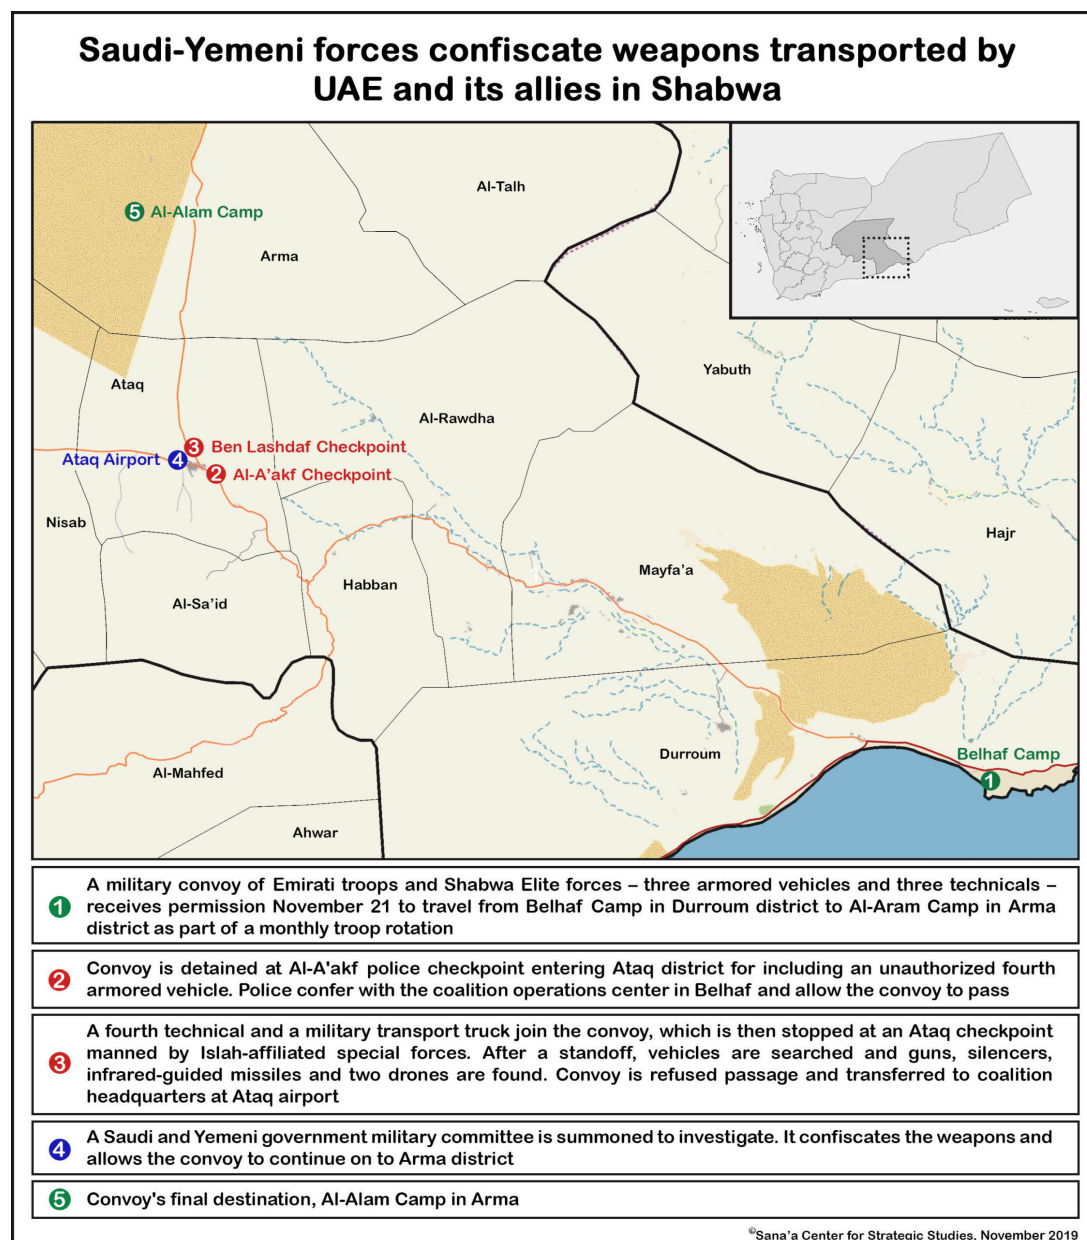 Saudi-Yemeni forces confiscate weapons transported by
UAE and its allies in Shabwa
Al-Talh
5 Al-Alam Camp
Arma
Yabuth
Ataq
Al-Rawdha
3 Ben Lashdaf Checkpoint
Ataq Airport 4
2 Al-A’akf Checkpoint
Nisab
Hajr
Mayfa’a
Habban
Al-Sa’id
Durroum
Belhaf Camp
1
Al-Mahfed
Ahwar
1 A military convoy of Emirati troops and Shabwa Elite forces – three armored vehicles and three technicals –
receives permission November 21 to travel from Belhaf Camp in Durroum district to Al-Aram Camp in Arma
district as part of a monthly troop rotation
2 Convoy is detained at Al-A'akf police checkpoint entering Ataq district for including an unauthorized fourth
armored vehicle. Police confer with the coalition operations center in Belhaf and allow the convoy to pass
3 A fourth technical and a military transport truck join the convoy, which is then stopped at an Ataq checkpoint
manned by Islah-affiliated special forces. After a standoff, vehicles are searched and guns, silencers,
infrared-guided missiles and two drones are found. Convoy is refused passage and transferred to coalition
headquarters at Ataq airport
4 A Saudi and Yemeni government military committee is summoned to investigate. It confiscates the weapons and
allows the convoy to continue on to Arma district
5 Convoy's final destination, Al-Alam Camp in Arma
©Sana’a Center for Strategic Studies, November 2019